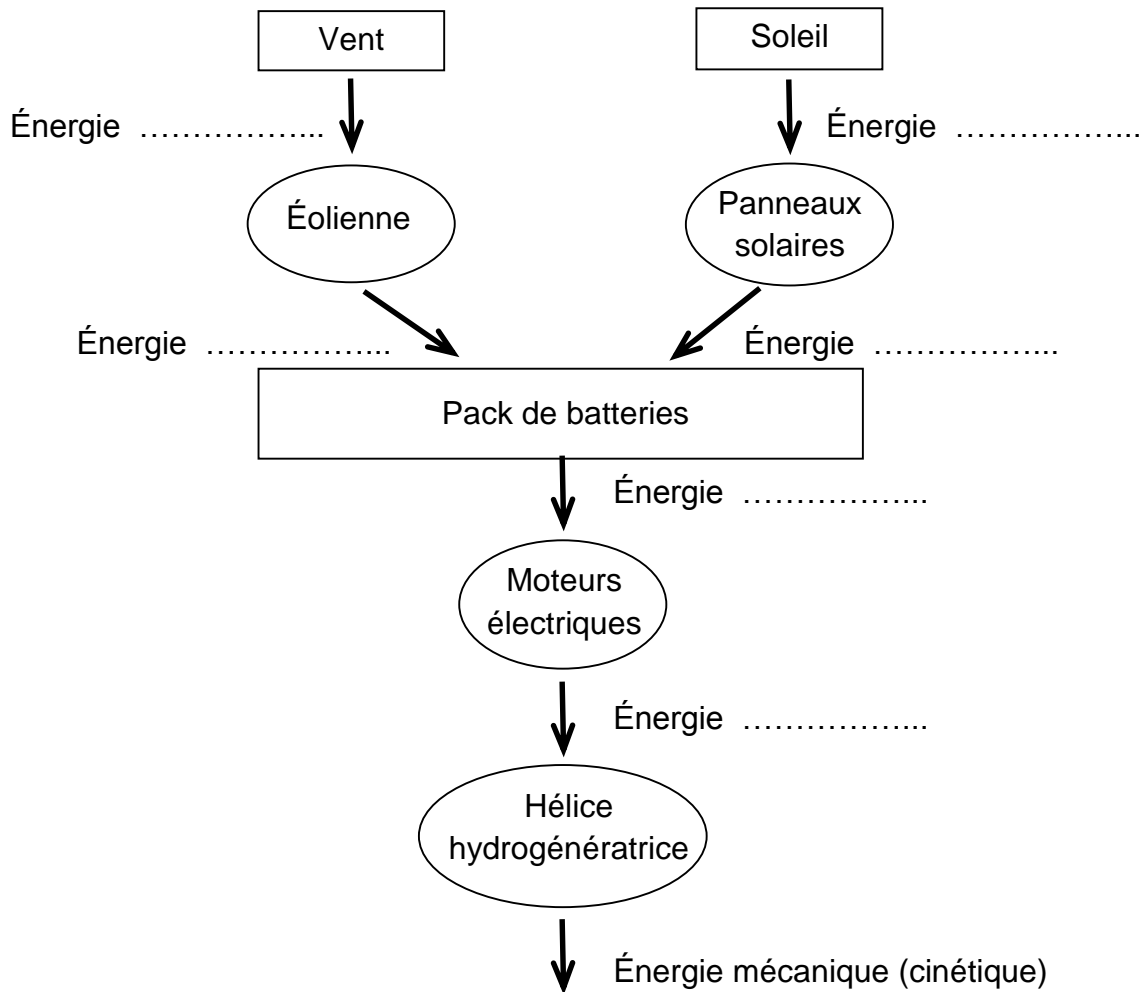 Vent
Soleil
Énergie ………………..
Énergie ………………..
Éolienne
Panneaux
solaires
Énergie ………………..
Énergie ………………..
Pack de batteries
Énergie ………………..
Moteurs
électriques
Énergie ………………..
Hélice
hydrogénératrice
Énergie mécanique (cinétique)